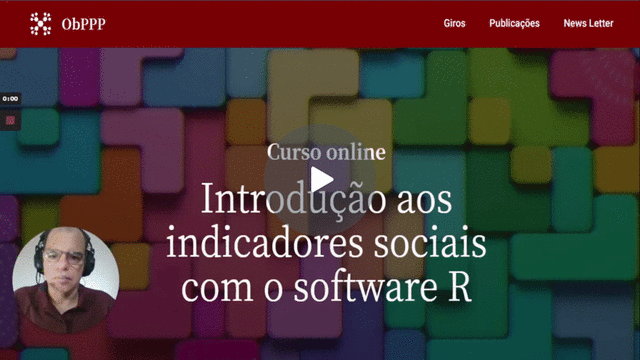 ObPPP
Giros
Publicações
News Letter
0:00
Curso online
Introdução aos
indicadores sociais
com o software R